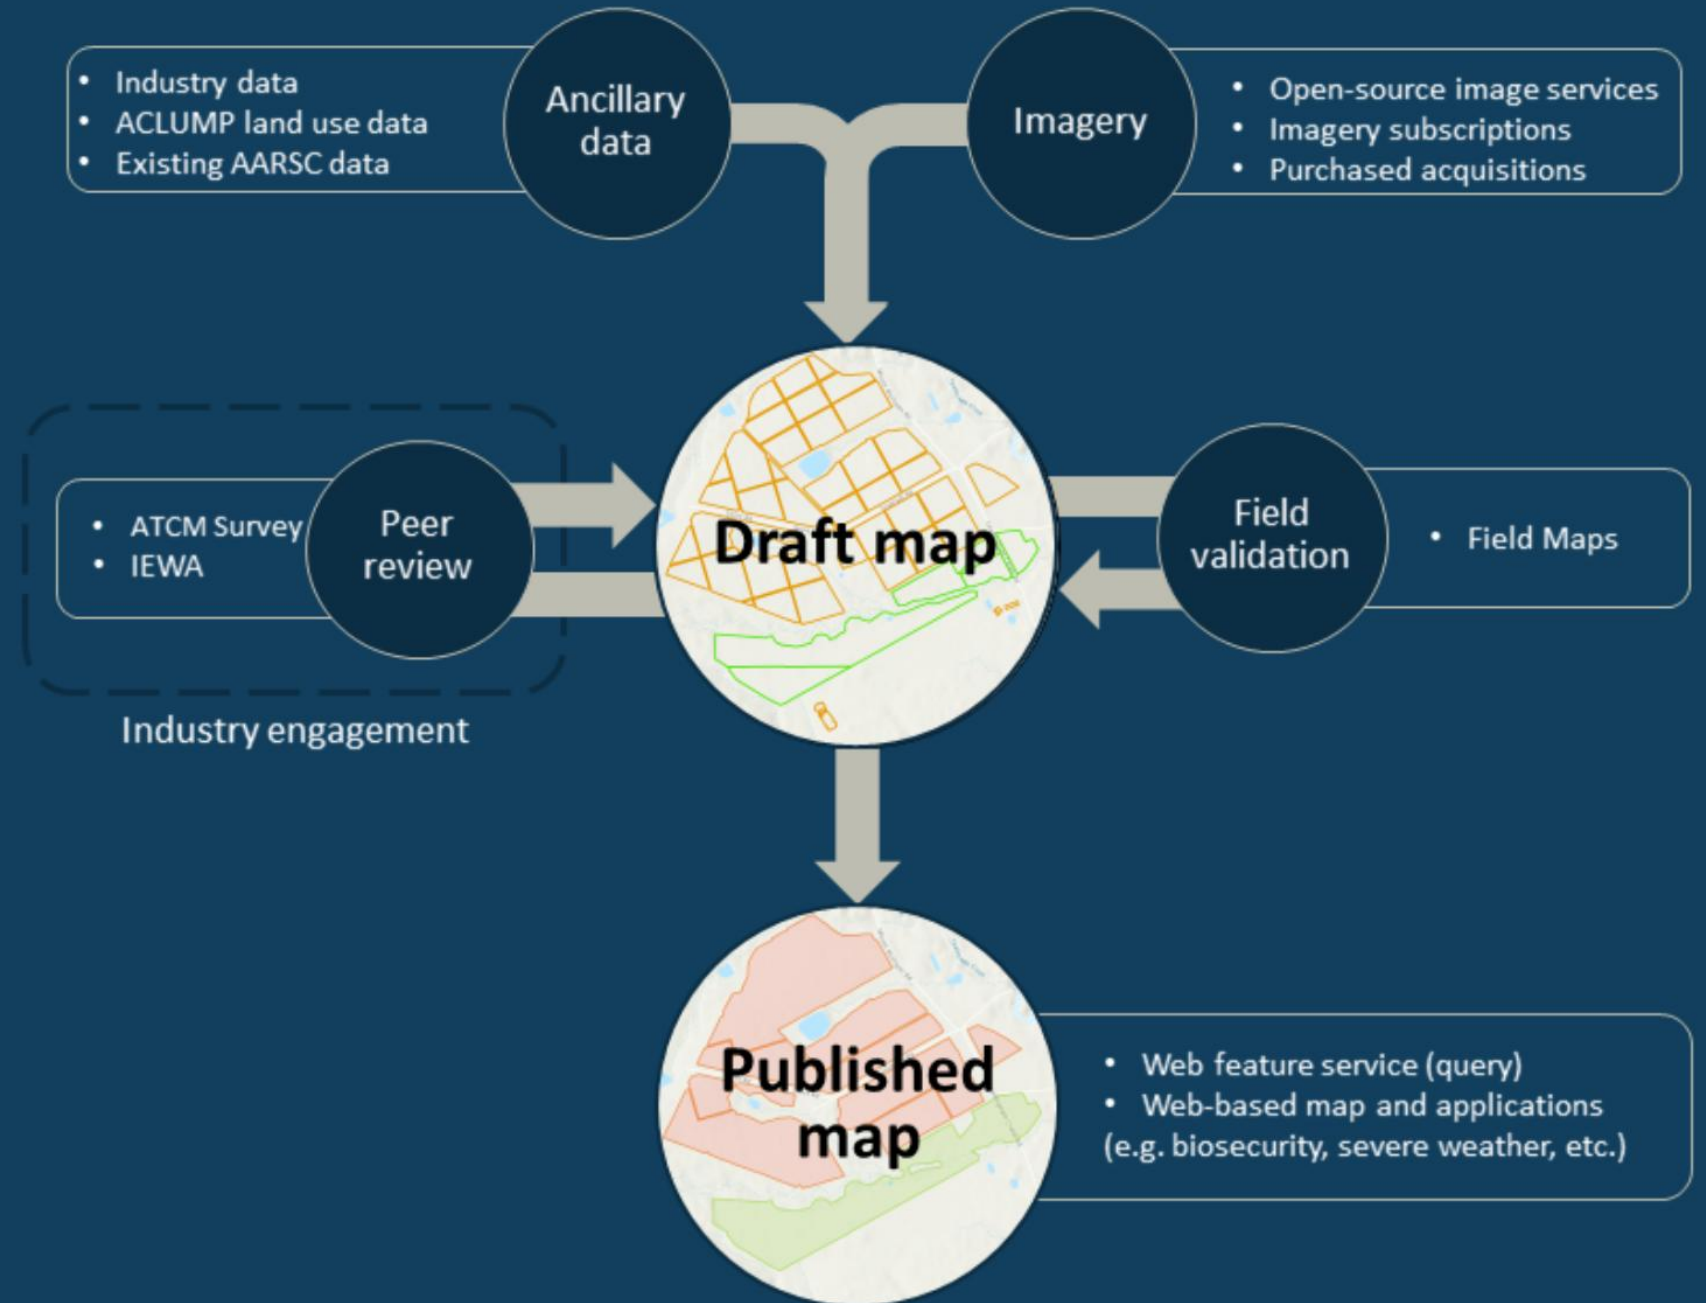 Ancillary
data
• Industry data
• ACLUMP land use data
• Existing AARSC data
Imagery
• Open-source image services
• Imagery subscriptions
• Purchased acquisitions
Peer
review
• ATCM Survey
• IEWA
Industry engagement
Draft map
Field
validation
• Field Maps
Published
map
• Web feature service (query)
• Web-based map and applications
(e.g. biosecurity, severe weather, etc.)